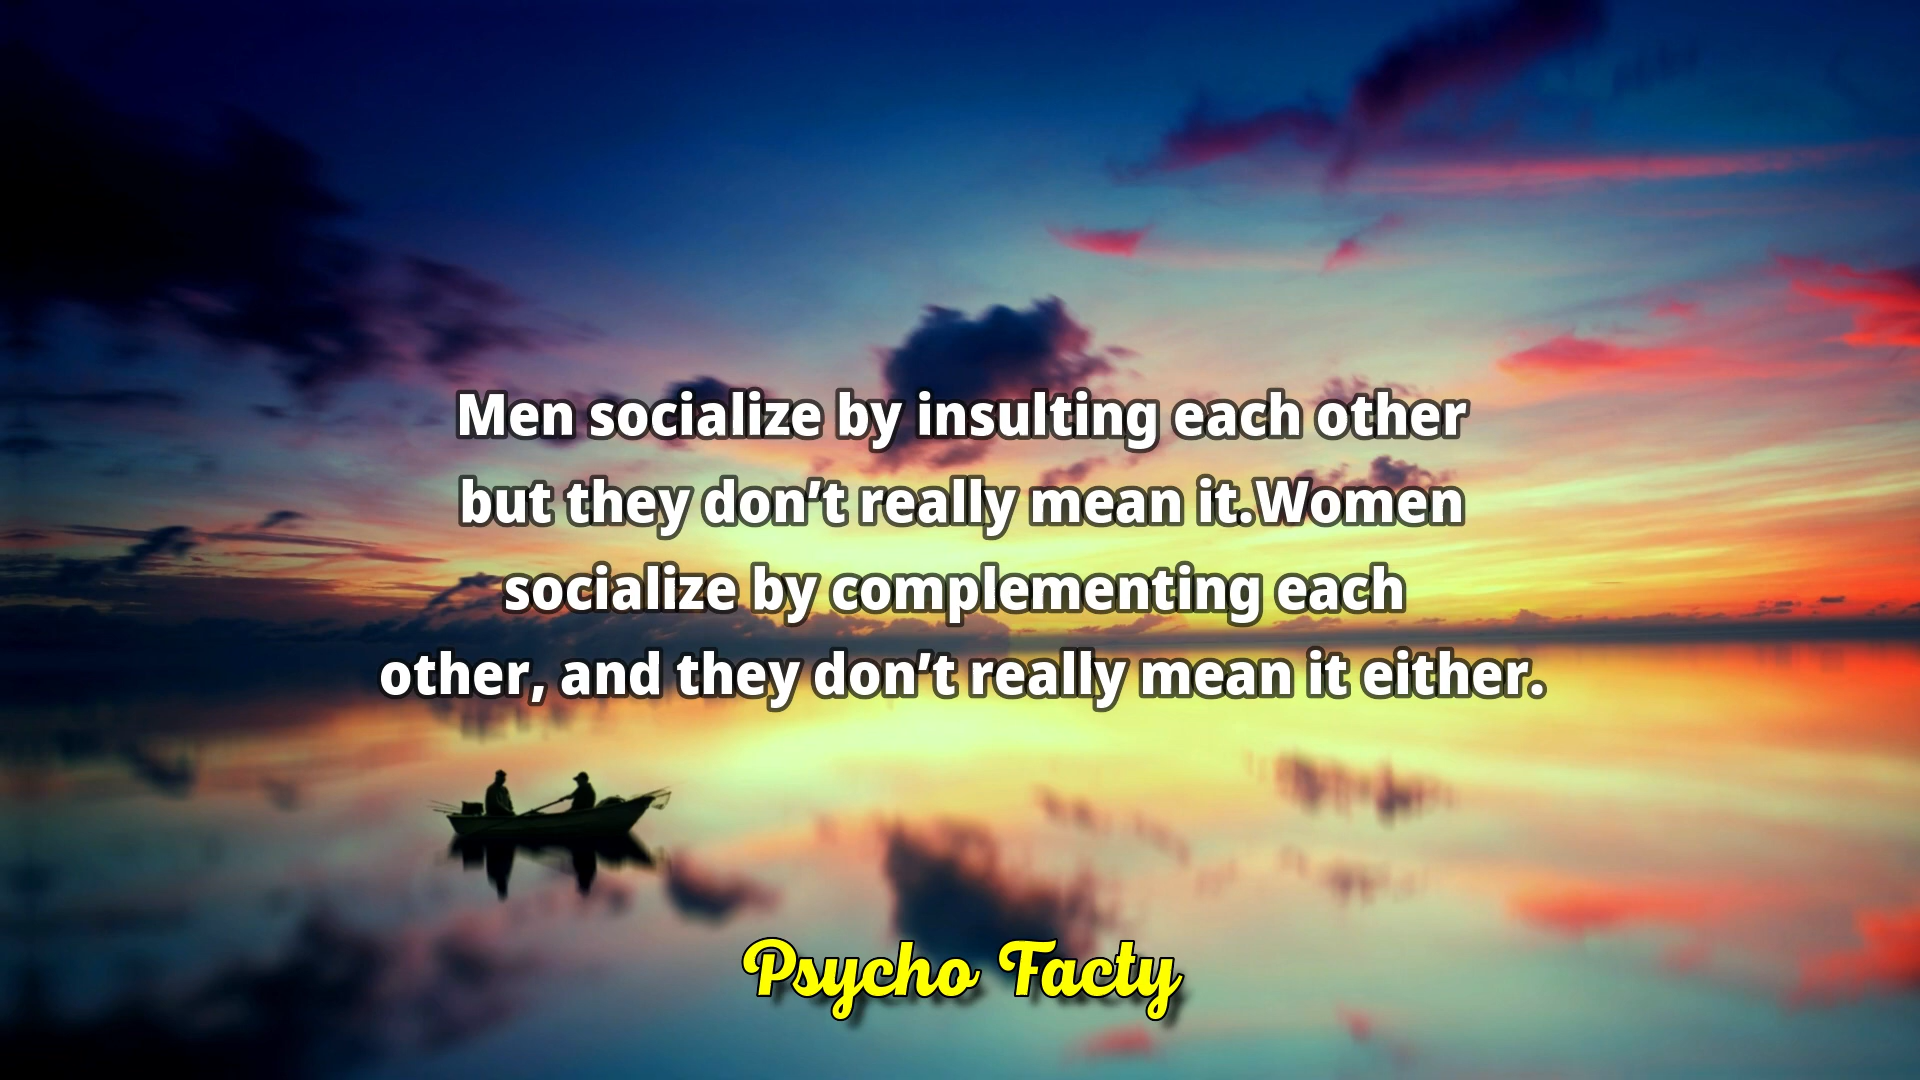 Men socialize by insulting each other
but they don’t really mean it.Women
socialize by complementing each
other, and they don’t really mean it either.
Psycho Facty